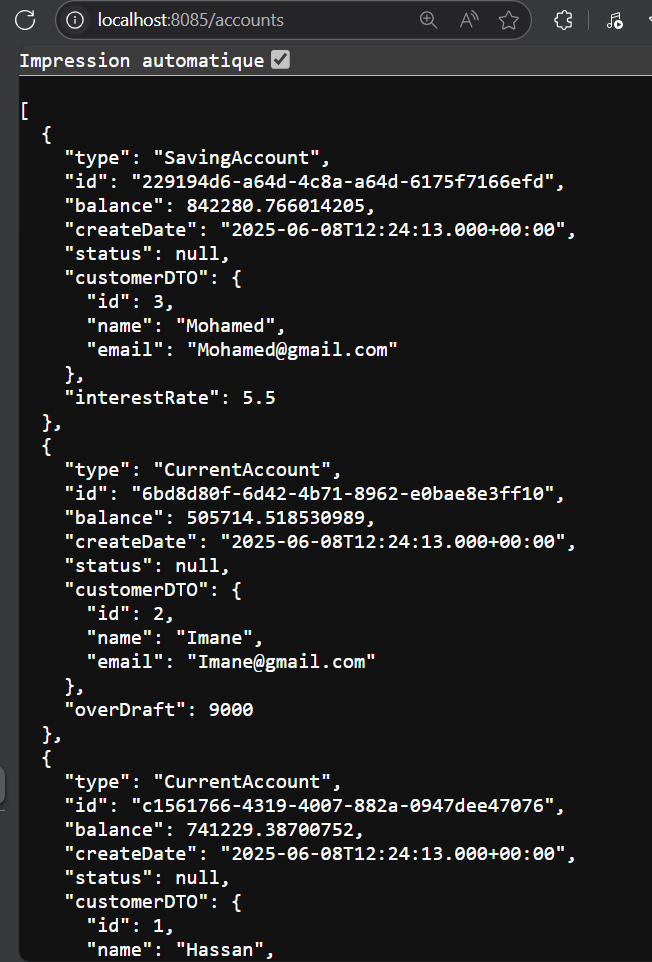 localhost:8085/accounts
Impression automatique
[
  {
    "type": "SavingAccount",
    "id": "229194d6-a64d-4c8a-a64d-6175f7166efd",
    "balance": 842280.766014205,
    "createDate": "2025-06-08T12:24:13.000+00:00",
    "status": null,
    "customerDTO": {
      "id": 3,
      "name": "Mohamed",
      "email": "Mohamed@gmail.com"
    },
    "interestRate": 5.5
  },
  {
    "type": "CurrentAccount",
    "id": "6bd8d80f-6d42-4b71-8962-e0bae8e3ff10",
    "balance": 505714.518530989,
    "createDate": "2025-06-08T12:24:13.000+00:00",
    "status": null,
    "customerDTO": {
      "id": 2,
      "name": "Imane",
      "email": "Imane@gmail.com"
    },
    "overDraft": 9000
  },
  {
    "type": "CurrentAccount",
    "id": "c1561766-4319-4007-882a-0947dee47076",
    "balance": 741229.38700752,
    "createDate": "2025-06-08T12:24:13.000+00:00",
    "status": null,
    "customerDTO": {
      "id": 1,
      "name": "Hassan",